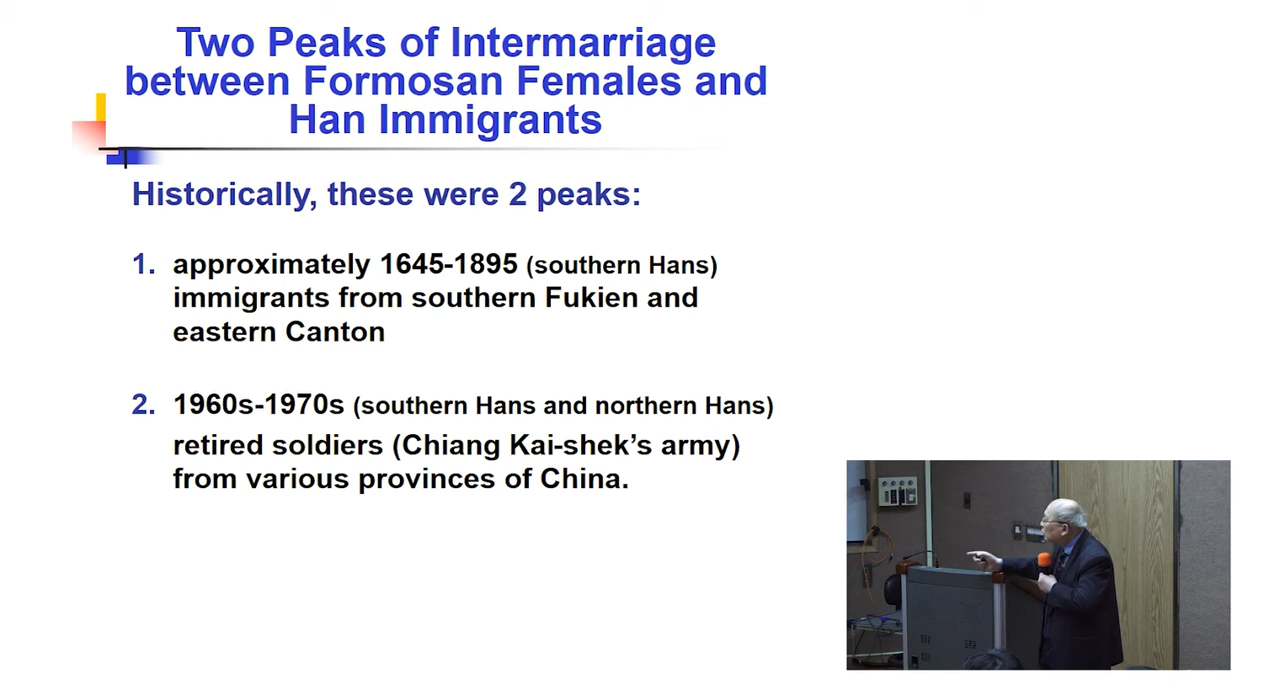 Two Peaks of Intermarriage
between Formosan Females and
Han Immigrants
Historically, these were 2 peaks:
1. approximately 1645-1895 (southern Hans)
immigrants from southern Fukien and
eastern Canton
2. 1960s-1970s (southern Hans and northern Hans)
retired soldiers (Chiang Kai-shek’s army)
from various provinces of China.